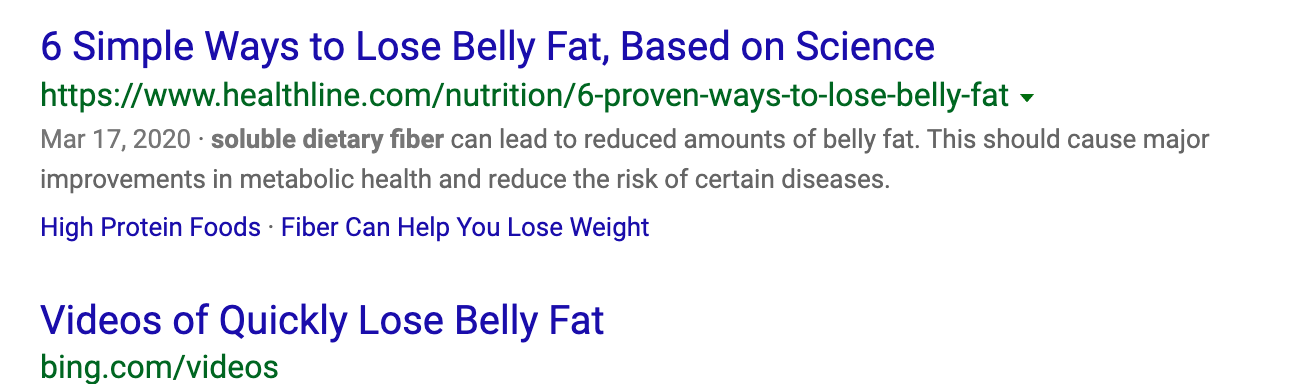 6 Simple Ways to Lose Belly Fat, Based on Science
https://www.healthline.com/nutrition/6-proven-ways-to-lose-belly-fat
Mar 17, 2020 · soluble dietary fiber can lead to reduced amounts of belly fat. This should cause major
improvements in metabolic health and reduce the risk of certain diseases.
High Protein Foods · Fiber Can Help You Lose Weight
Videos of Quickly Lose Belly Fat
bing.com/videos